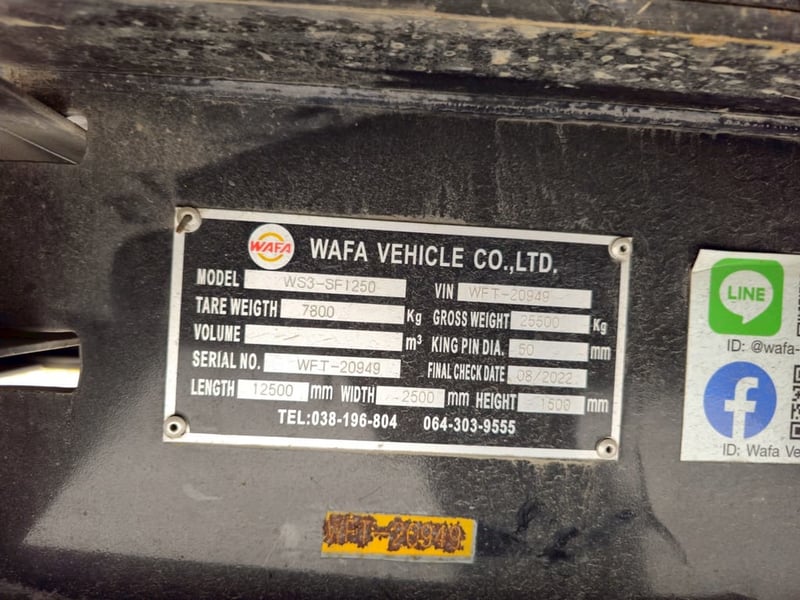 WAFA WAFA VEHICLE CO.,LTD.
MODEL WS3-SF1250 VIN WFT-20949
TARE WEIGTH 7800 Kg GROSS WEIGHT 25500 Kg
VOLUME m³ KING PIN DIA. 50 mm
SERIAL NO. WFT-20949 FINAL CHECK DATE 08/2022
LENGTH 12500 mm WIDTH 2500 mm HEIGHT 1500 mm
TEL:038-196-804 064-303-9555
LINE
ID: @wafa-
f
ID: Wafa Ve
WFT-20949